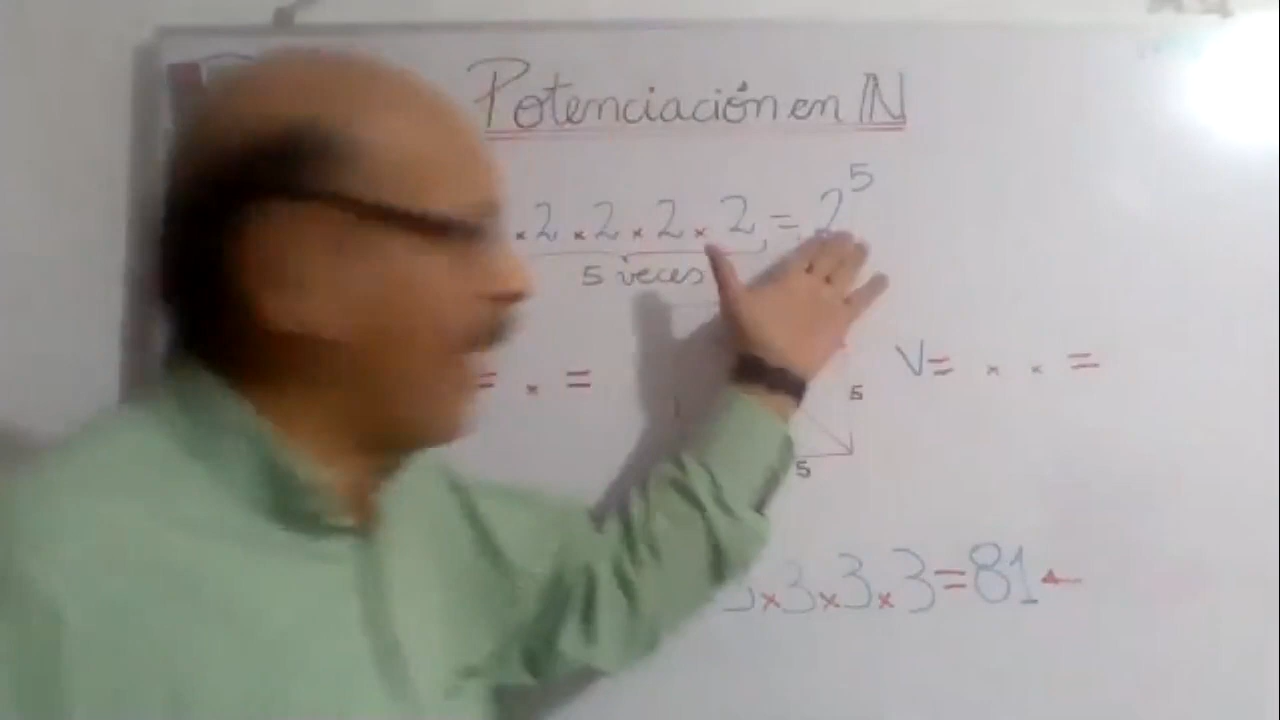 Potenciación en ℕ
× 2 × 2 × 2 × 2 = 2⁵
5 veces
= × =
V= × × =
5
5
×3×3×3=81